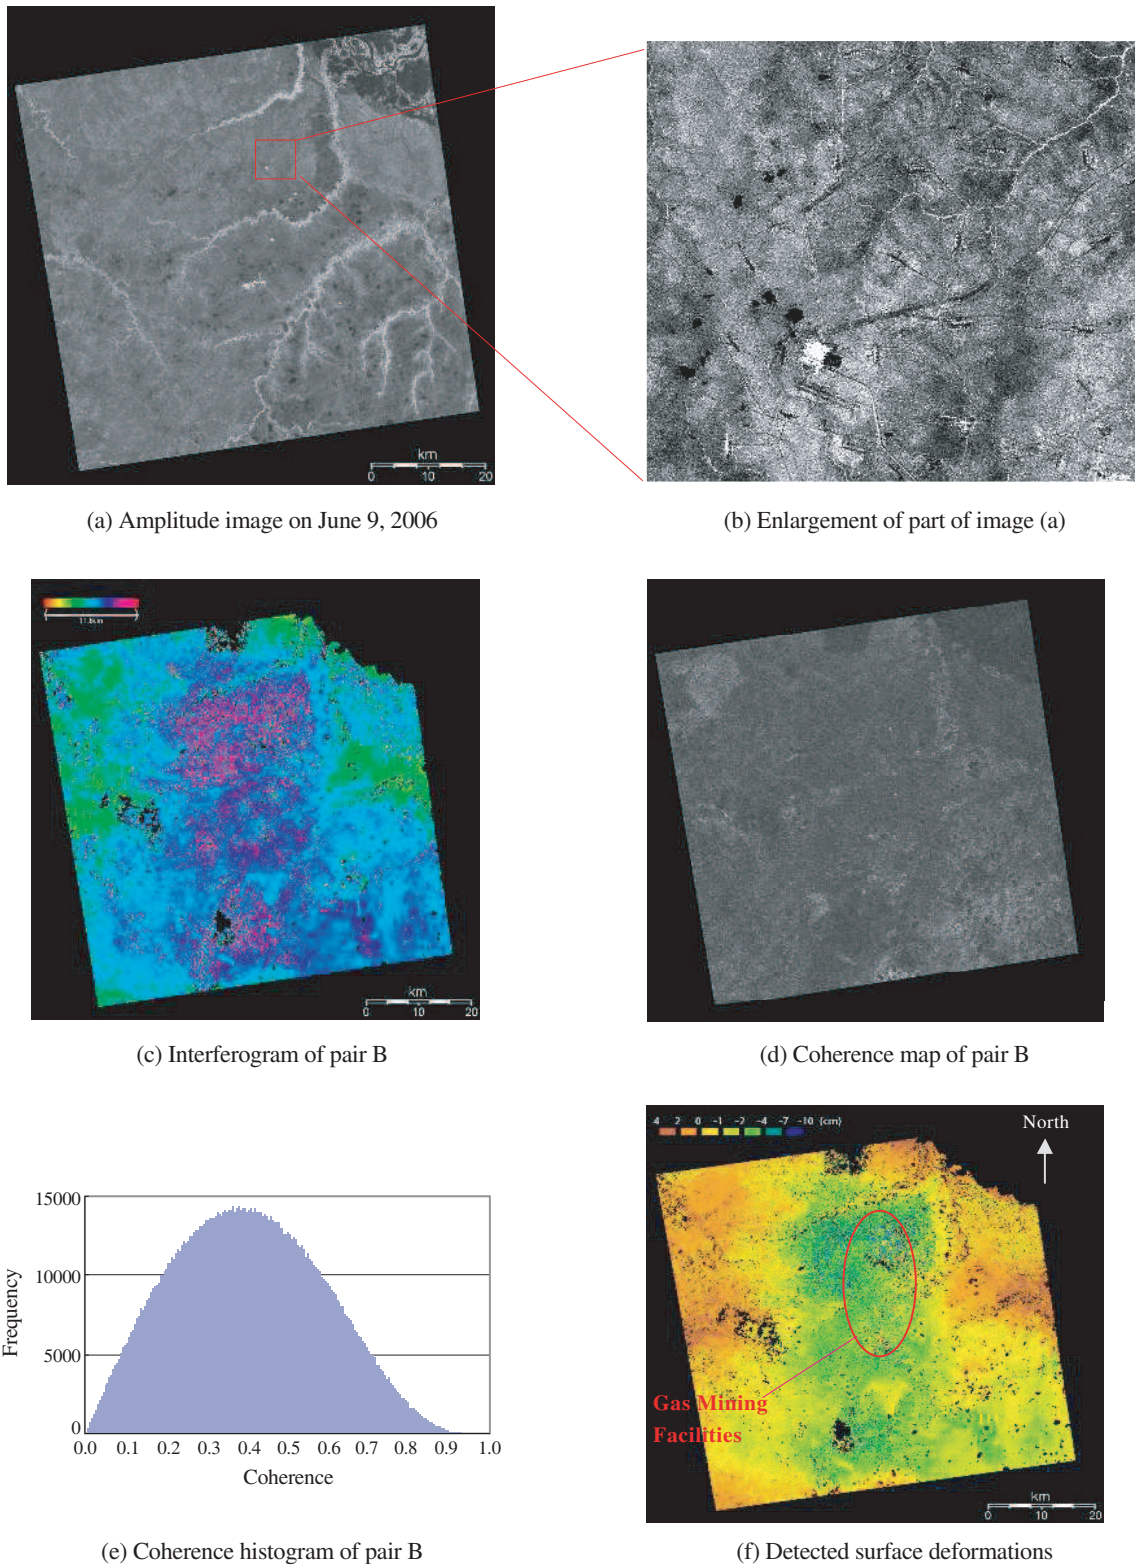 km
0 10 20
(a) Amplitude image on June 9, 2006
(b) Enlargement of part of image (a)
11.8cm
km
0 10 20
(c) Interferogram of pair B
(d) Coherence map of pair B
15000
10000
5000
0
Frequency
0.0 0.1 0.2 0.3 0.4 0.5 0.6 0.7 0.8 0.9 1.0
Coherence
(e) Coherence histogram of pair B
4 2 0 -1 -2 -4 -7 -10 (cm)
North
Gas Mining
Facilities
km
0 10 20
(f) Detected surface deformations